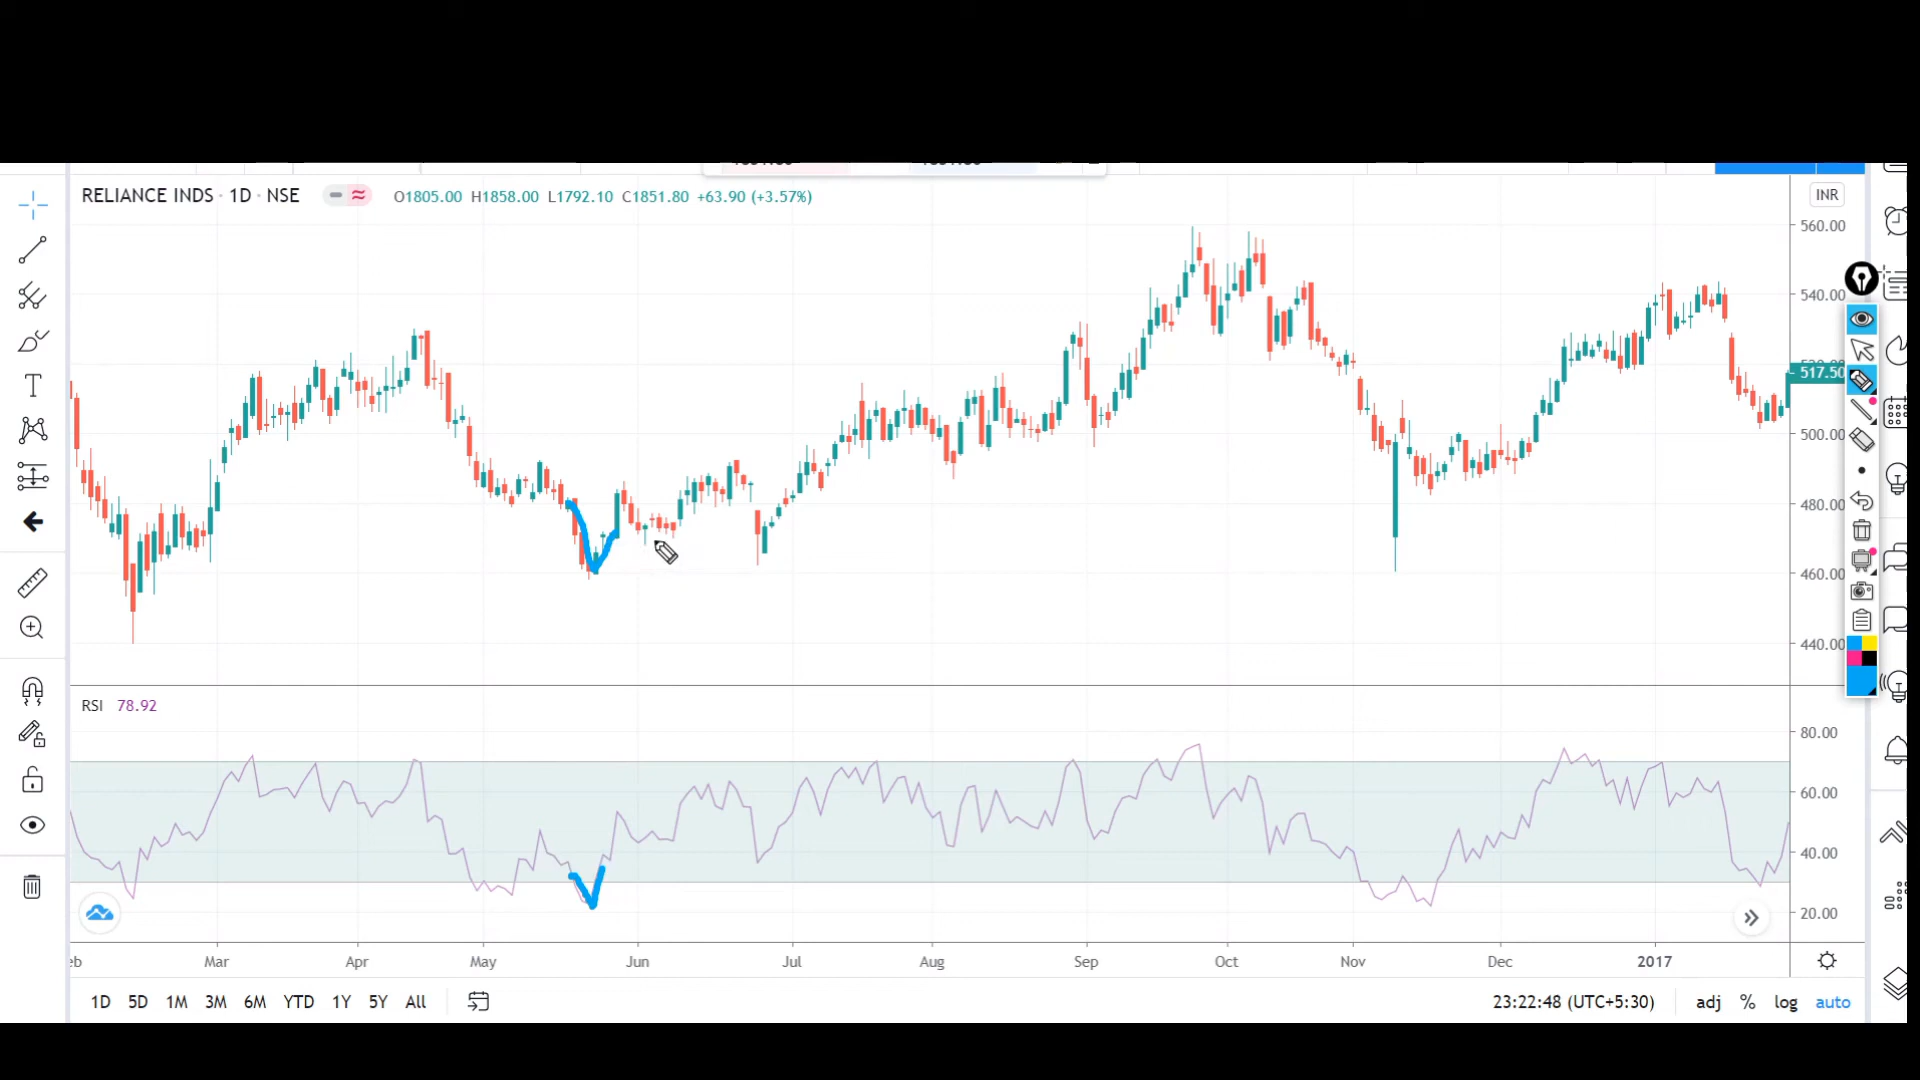 RELIANCE INDS · 1D · NSE
O1805.00 H1858.00 L1792.10 C1851.80 +63.90 (+3.57%)
INR
560.00
540.00
517.50
500.00
480.00
460.00
440.00
RSI 78.92
80.00
60.00
40.00
20.00
Mar Apr May Jun Jul Aug Sep Oct Nov Dec 2017
1D 5D 1M 3M 6M YTD 1Y 5Y All
23:22:48 (UTC+5:30) adj % log auto